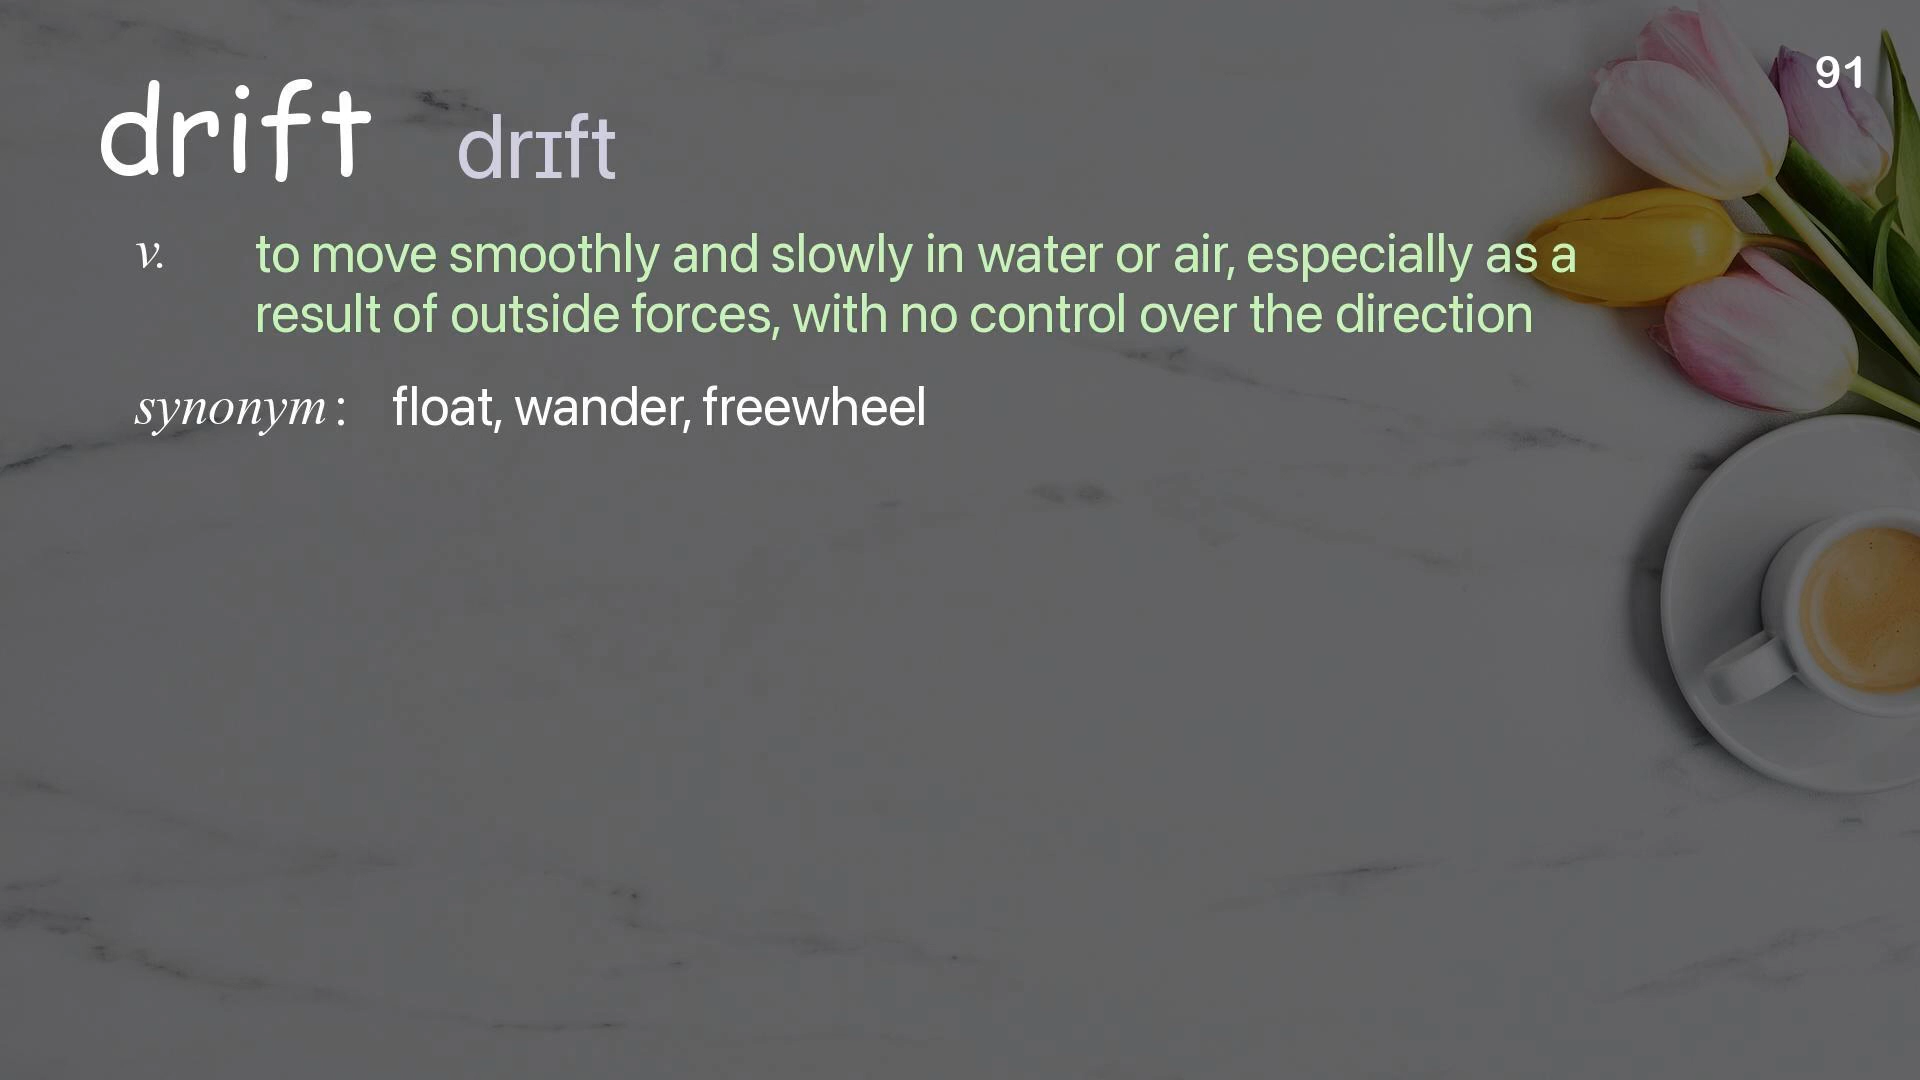 91
drift drɪft
v. to move smoothly and slowly in water or air, especially as a
result of outside forces, with no control over the direction
synonym: float, wander, freewheel